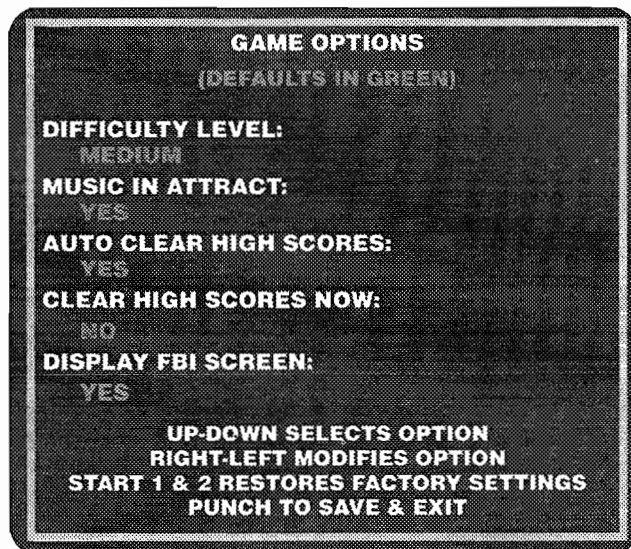 GAME OPTIONS
(DEFAULTS IN GREEN)
DIFFICULTY LEVEL:
MEDIUM
MUSIC IN ATTRACT:
YES
AUTO CLEAR HIGH SCORES:
YES
CLEAR HIGH SCORES NOW:
NO
DISPLAY FBI SCREEN:
YES
UP-DOWN SELECTS OPTION
RIGHT-LEFT MODIFIES OPTION
START 1 & 2 RESTORES FACTORY SETTINGS
PUNCH TO SAVE & EXIT